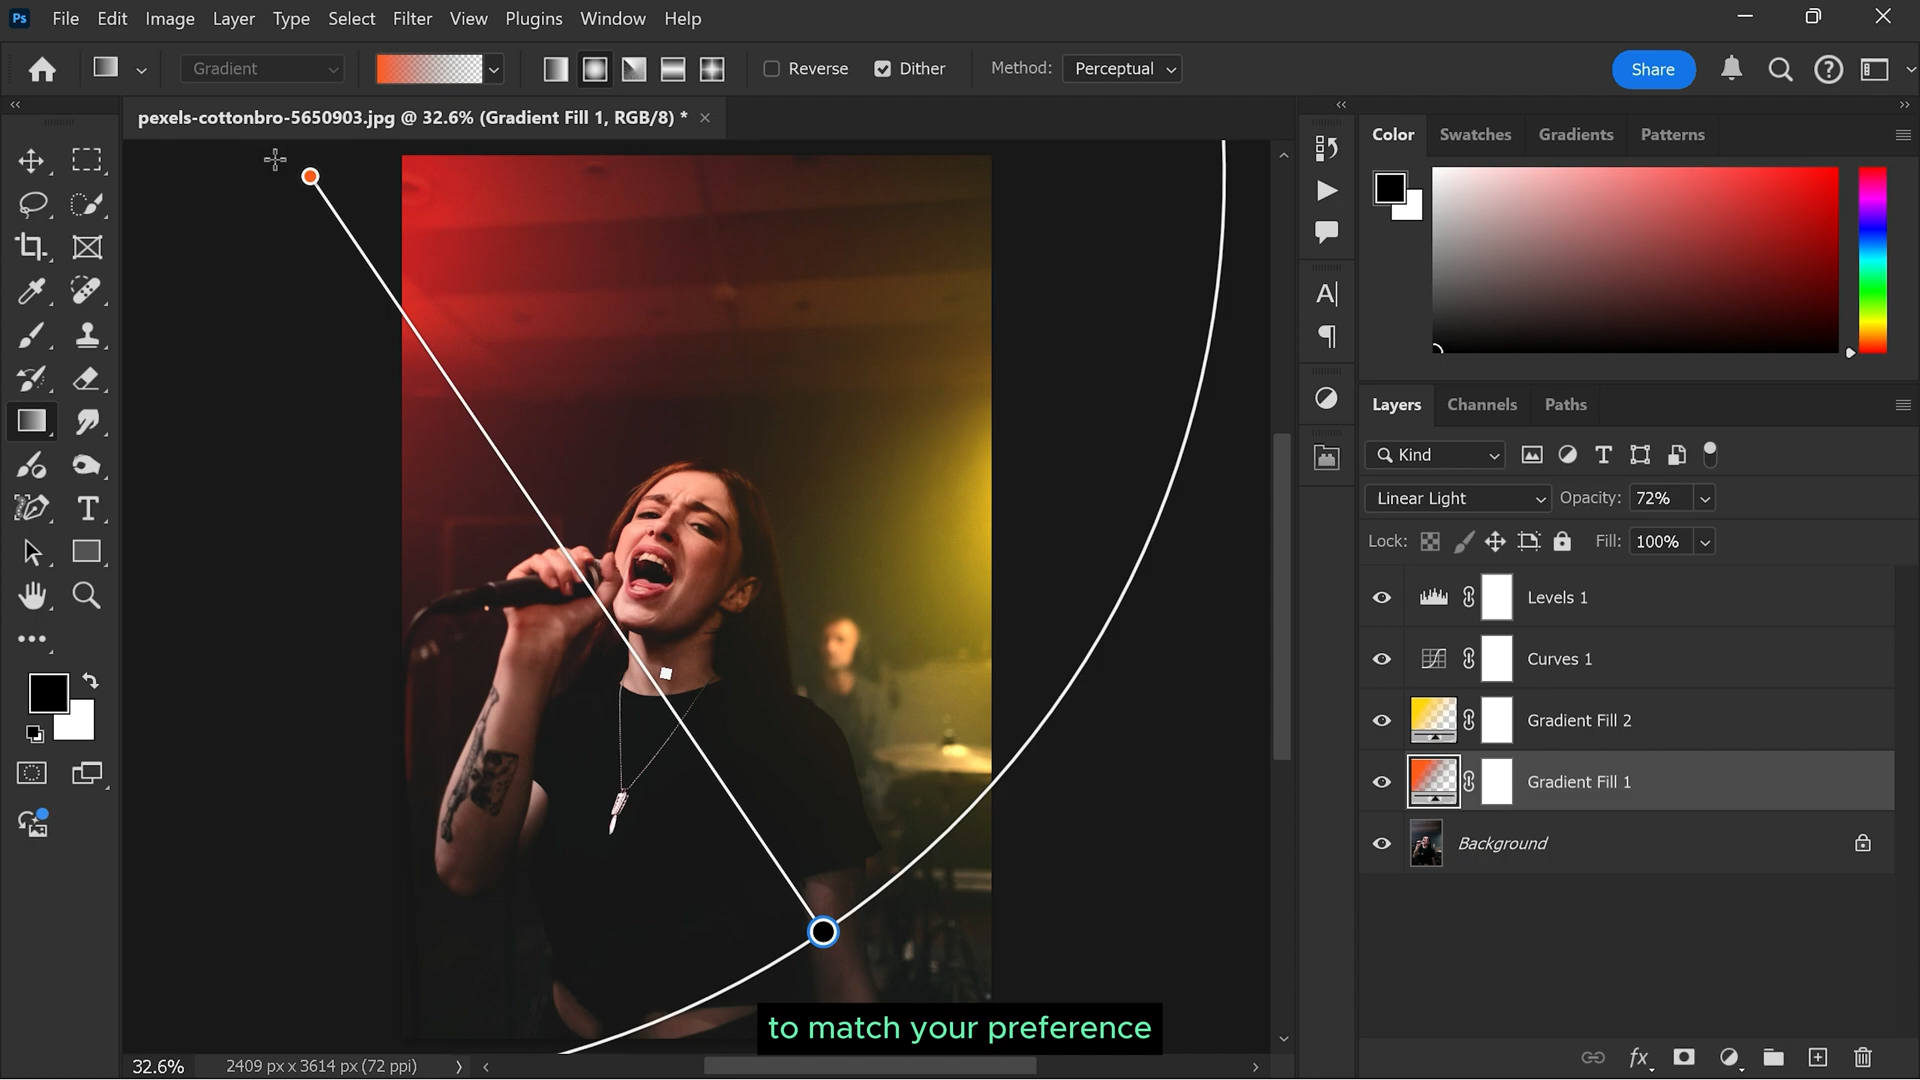 Ps File Edit Image Layer Type Select Filter View Plugins Window Help
Gradient Reverse Dither Method: Perceptual Share
pexels-cottonbro-5650903.jpg @ 32.6% (Gradient Fill 1, RGB/8) *
Color Swatches Gradients Patterns
Layers Channels Paths
Kind
Linear Light Opacity: 72%
Lock: Fill: 100%
Levels 1
Curves 1
Gradient Fill 2
Gradient Fill 1
Background
to match your preference
32.6% 2409 px x 3614 px (72 ppi)
fx